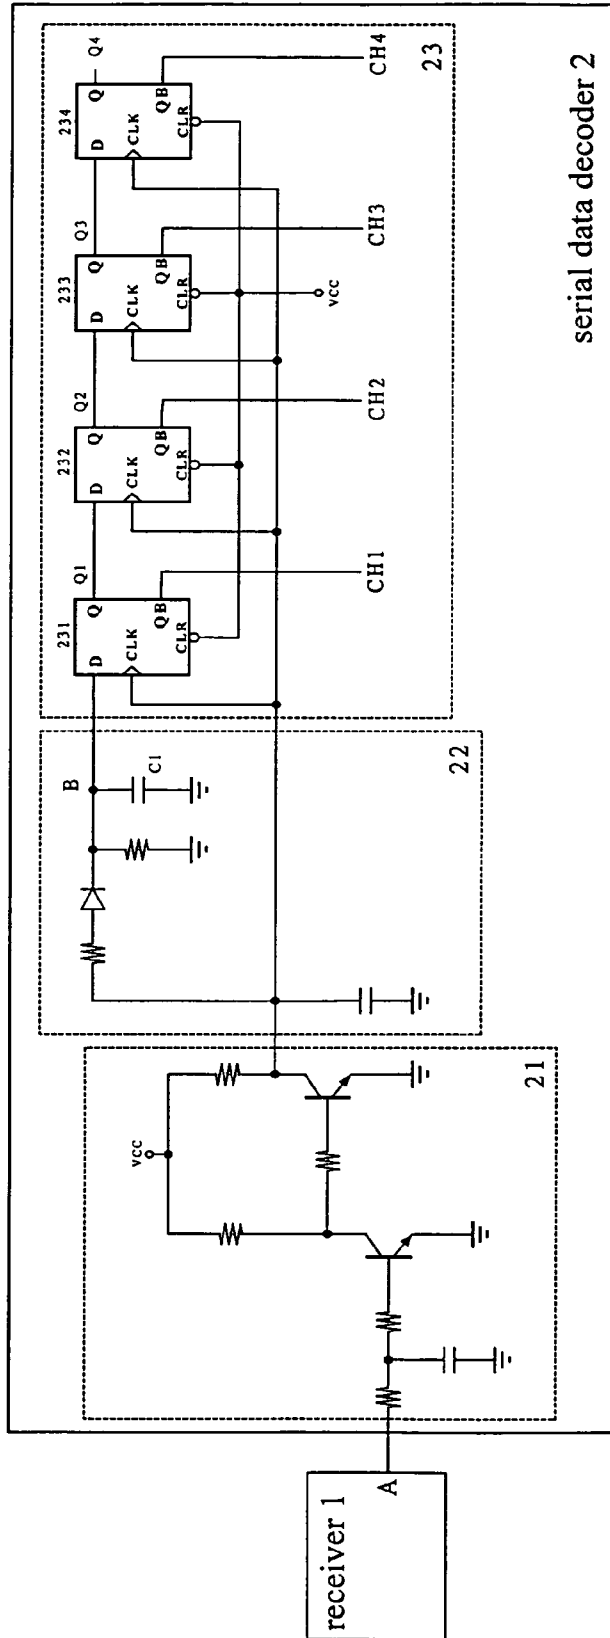 receiver 1
A
21
vcc
22
B
C1
23
231
D
Q
CLK
QB
CLR
Q1
CH1
232
D
Q
CLK
QB
CLR
Q2
CH2
233
D
Q
CLK
QB
CLR
Q3
CH3
vcc
234
D
Q
CLK
QB
CLR
Q4
CH4
serial data decoder 2